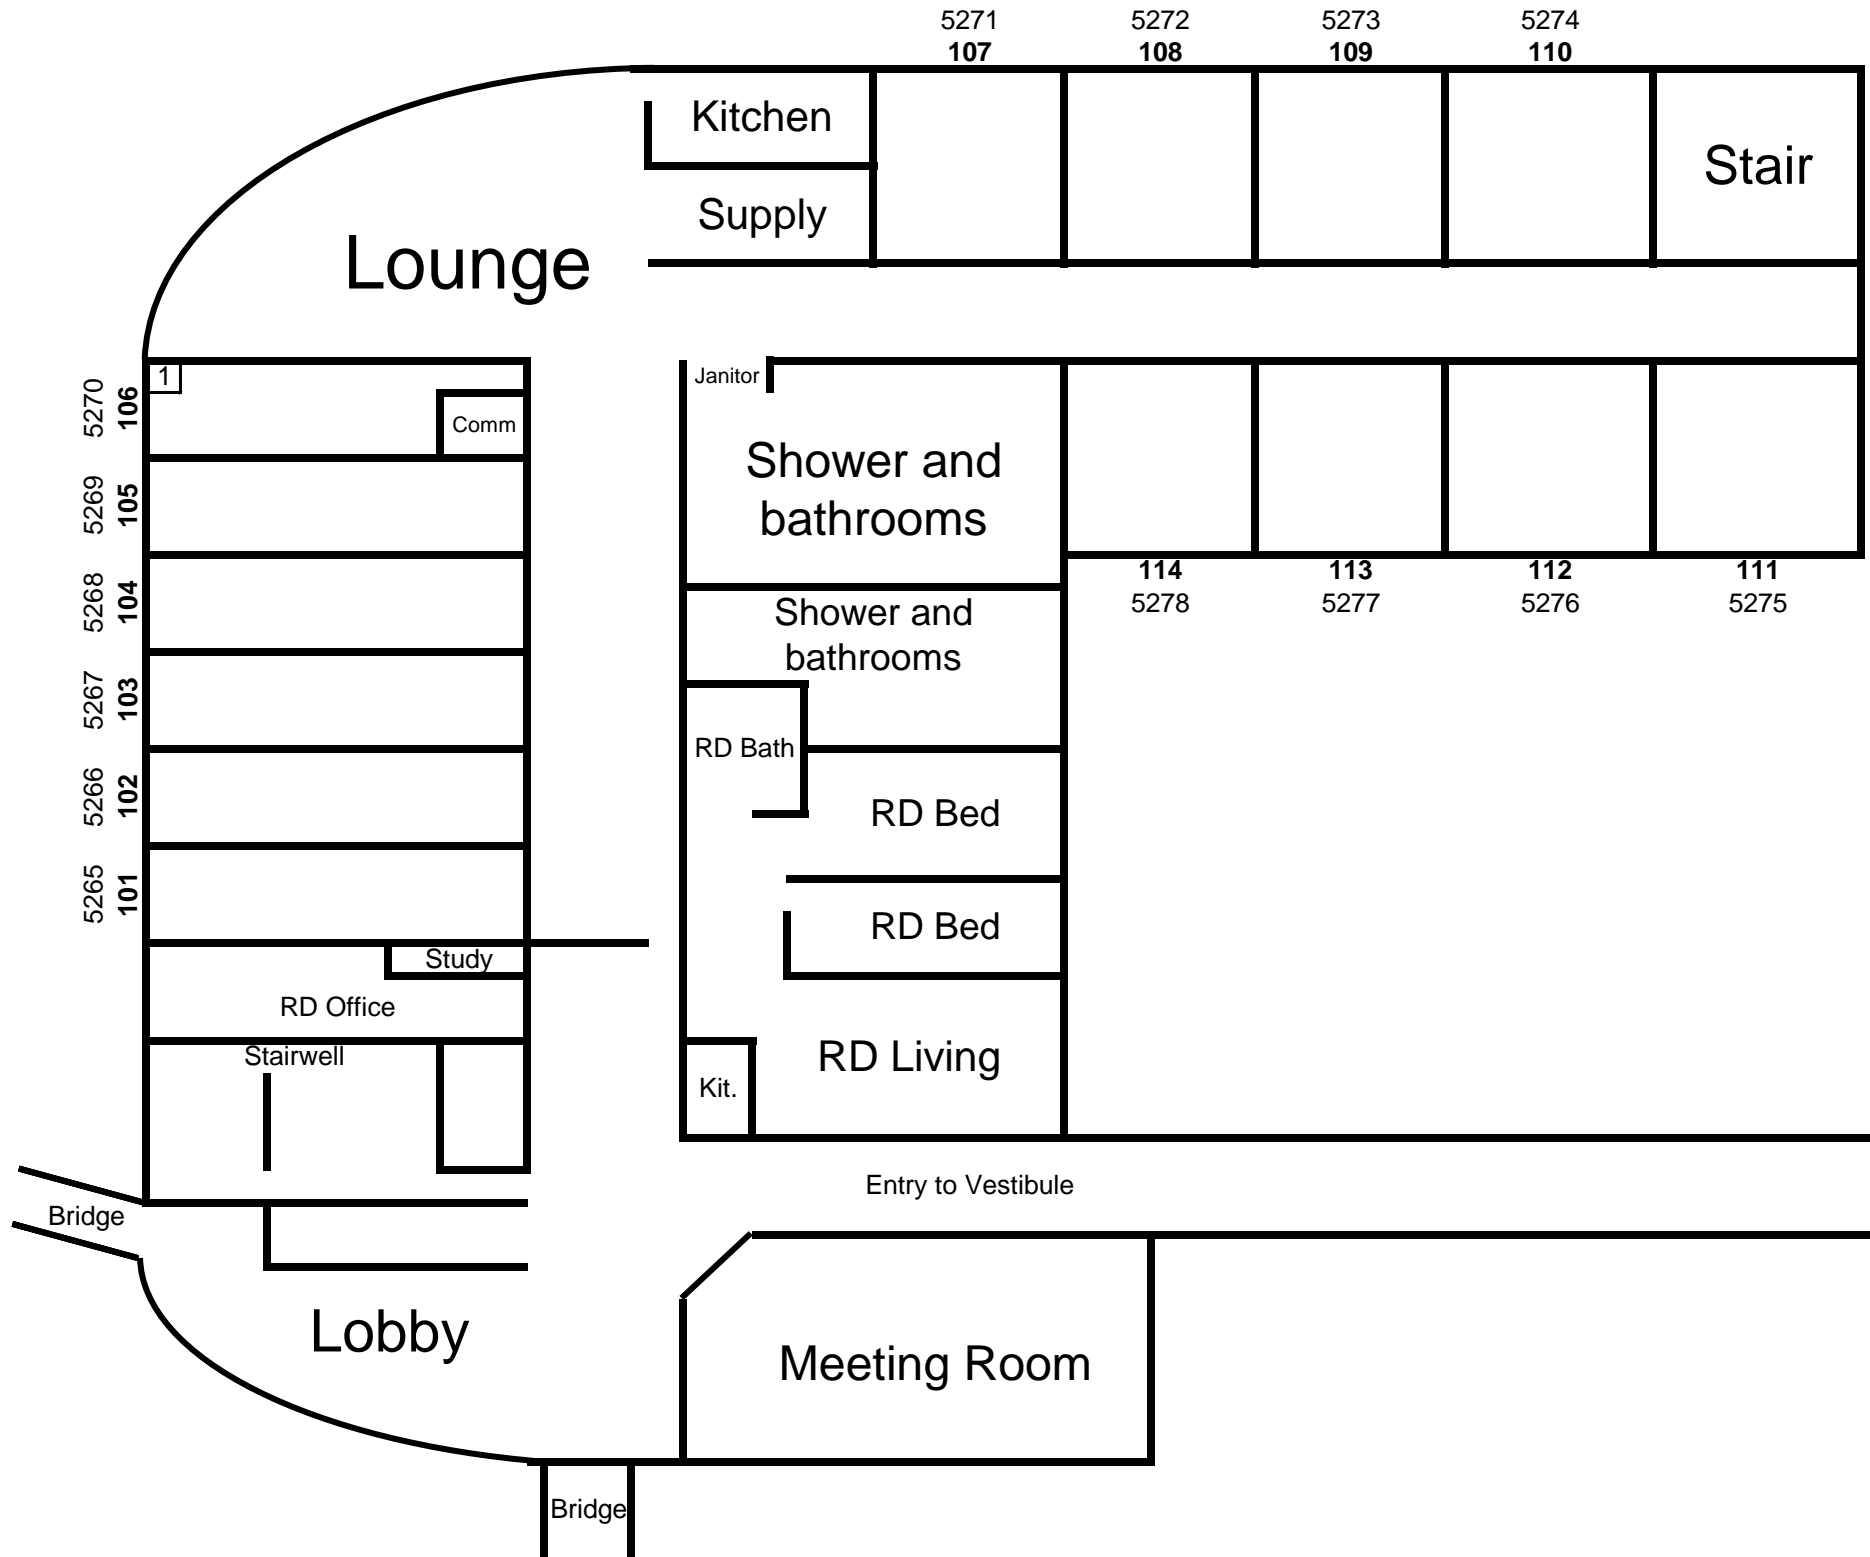 5271 5272 5273 5274
107 108 109 110
Kitchen
Stair
Supply
Lounge
1
Janitor
5270
106
Comm
Shower and
bathrooms
5269
105
114 113 112 111
5278 5277 5276 5275
5268
104
Shower and
bathrooms
5267
103
RD Bath
5266
102
RD Bed
5265
101
RD Bed
Study
RD Office
Stairwell
RD Living
Kit.
Entry to Vestibule
Bridge
Lobby
Meeting Room
Bridge